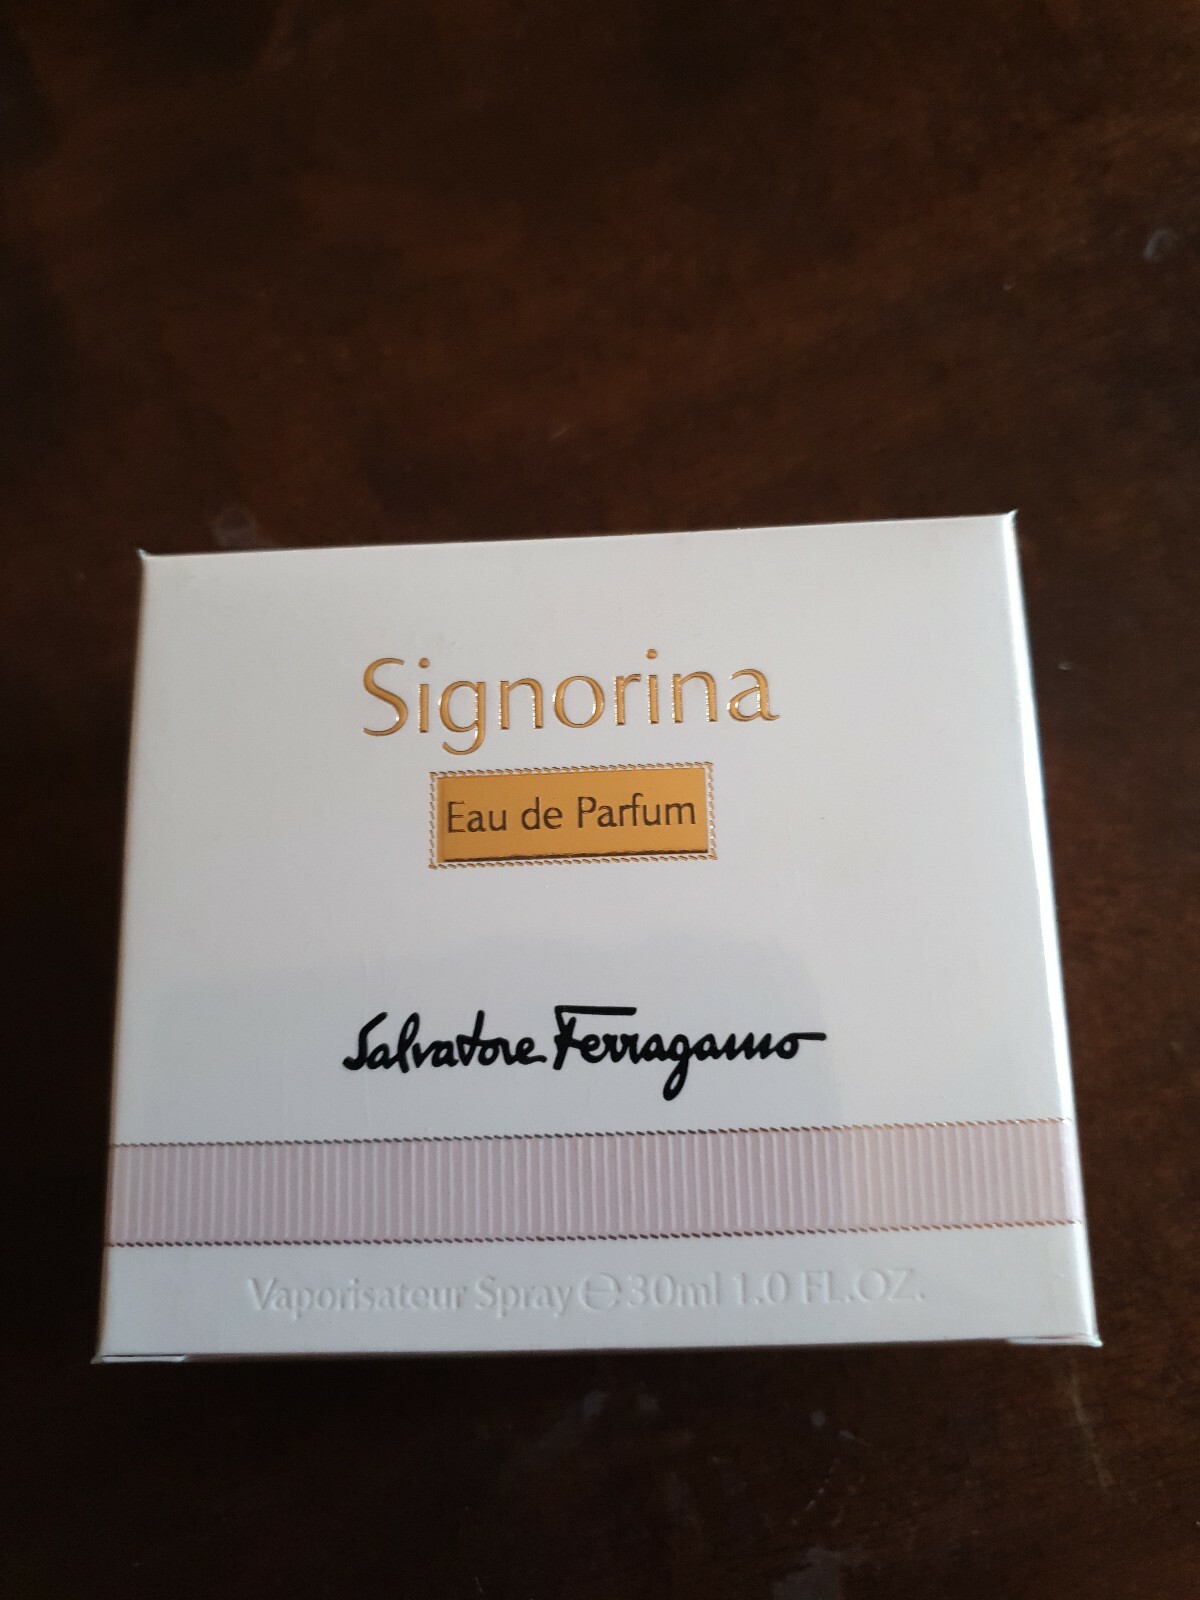 Signorina
Eau de Parfum
Salvatore Ferragamo
Vaporisateur Spray ℮ 30ml 1.0 FL.OZ.